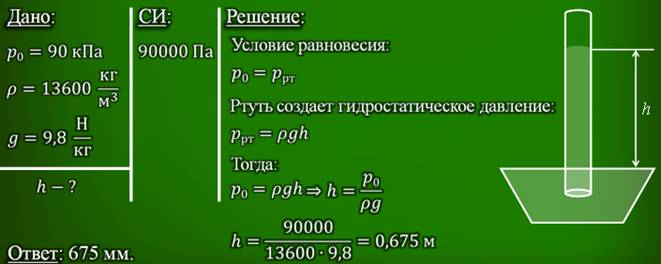 Дано:
p₀ = 90 кПа
ρ = 13600 кг/м³
g = 9,8 Н/кг
h − ?
СИ:
90000 Па
Решение:
Условие равновесия:
p₀ = pрт
Ртуть создает гидростатическое давление:
pрт = ρgh
Тогда:
p₀ = ρgh ⇒ h = p₀/ρg
h = 90000/13600 · 9,8 = 0,675 м
Ответ: 675 мм.
h